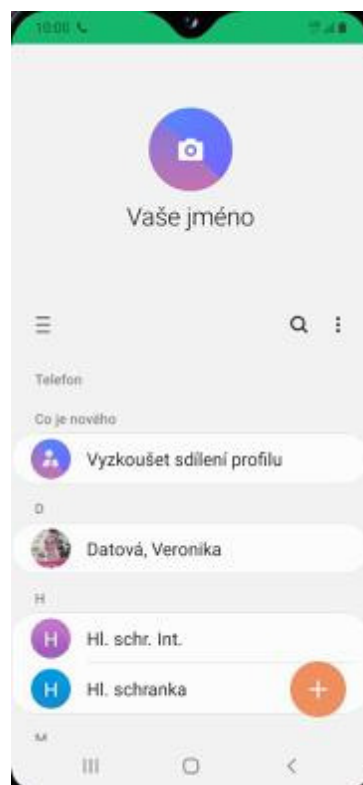 10:00
Vaše jméno
Telefon
Co je nového
Vyzkoušet sdílení profilu
D
Datová, Veronika
H
H Hl. schr. Int.
H Hl. schranka
M